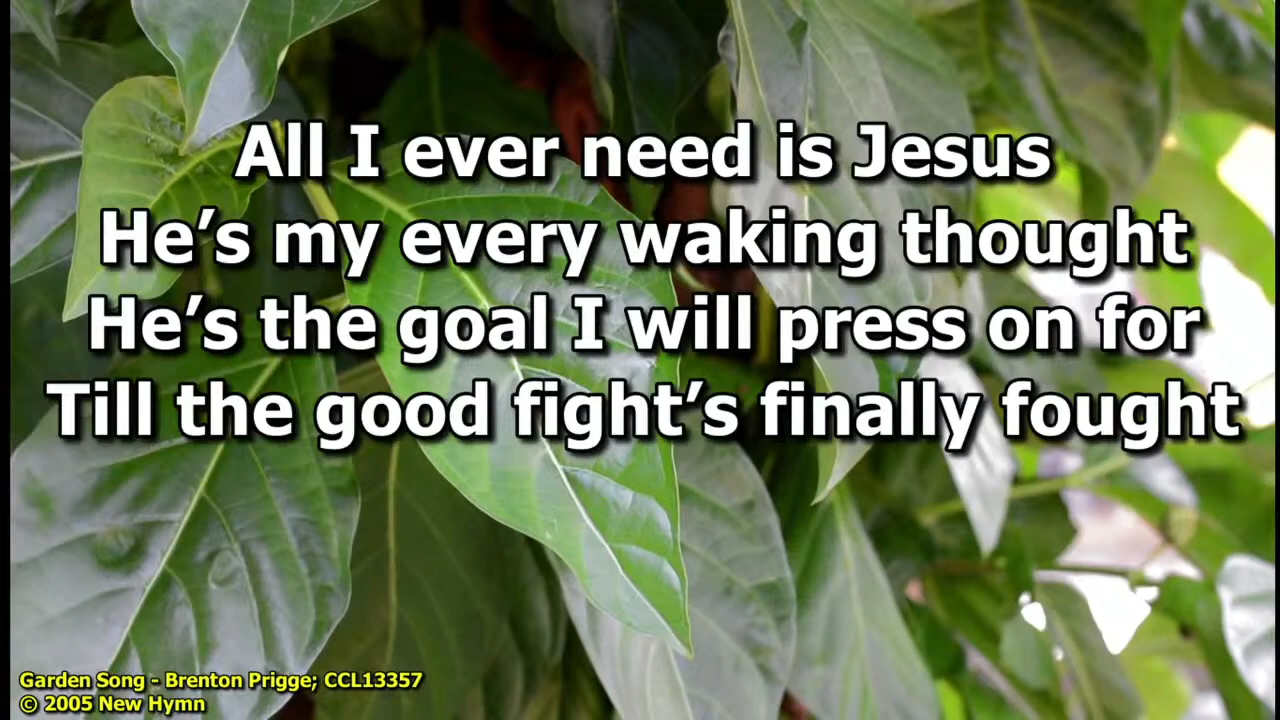 All I ever need is Jesus
He’s my every waking thought
He’s the goal I will press on for
Till the good fight’s finally fought
Garden Song - Brenton Prigge; CCL13357
© 2005 New Hymn